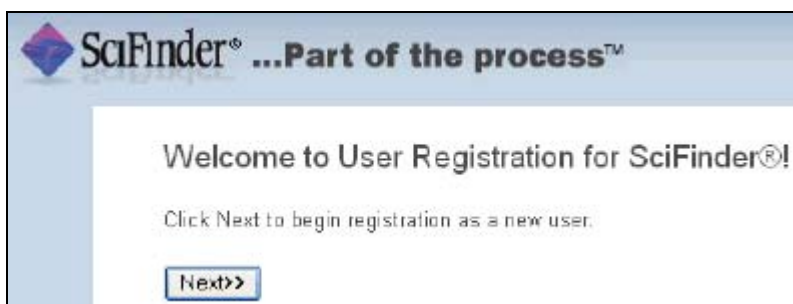 SciFinder® ...Part of the process™
Welcome to User Registration for SciFinder®!
Click Next to begin registration as a new user.
Next>>